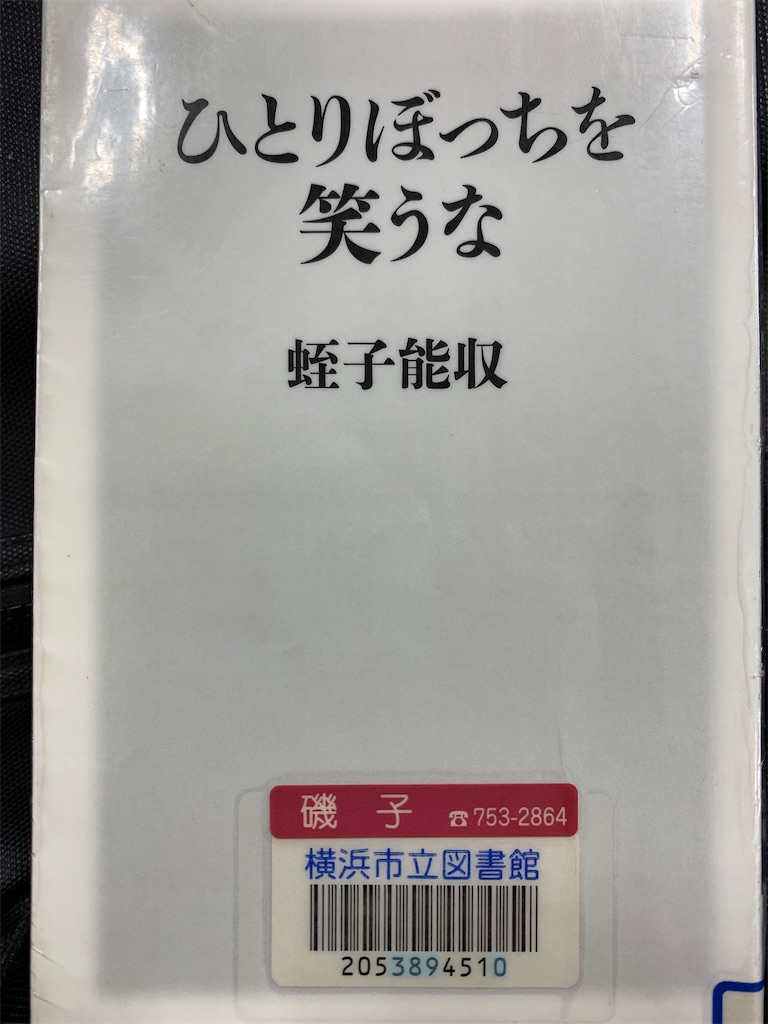 ひとりぼっちを
笑うな
蛭子能収
磯 子 ☎753-2864
横浜市立図書館
2053894510